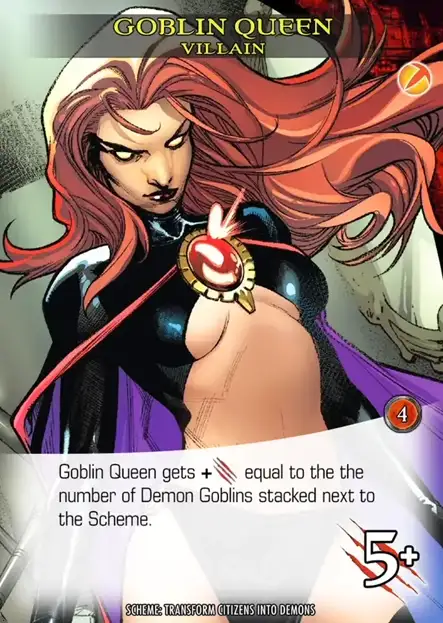 GOBLIN QUEEN
VILLAIN
4
Goblin Queen gets + equal to the the
number of Demon Goblins stacked next to
the Scheme.
5+
SCHEME: TRANSFORM CITIZENS INTO DEMONS